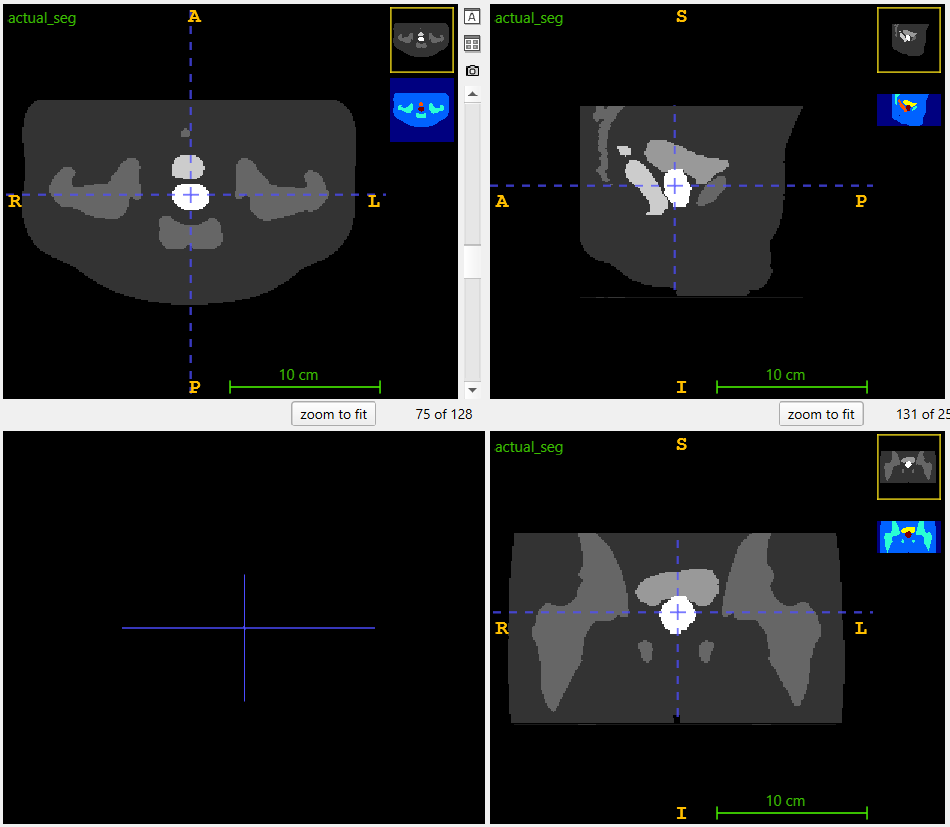 actual_seg
A
A
R
L
10 cm
P
zoom to fit
75 of 128
actual_seg
S
A
P
10 cm
I
zoom to fit
131 of 25
actual_seg
S
R
L
10 cm
I